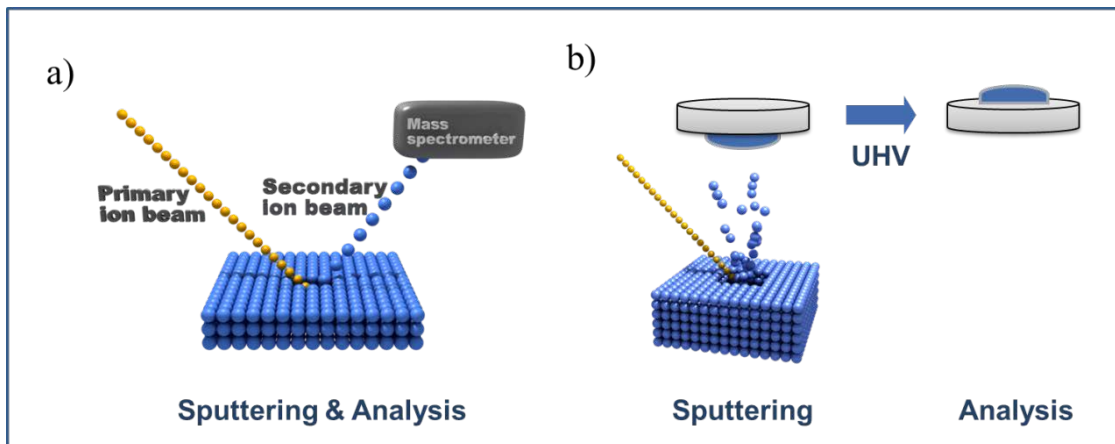 a)
Mass
spectrometer
Primary
ion beam
Secondary
ion beam
Sputtering & Analysis
b)
UHV
Sputtering
Analysis